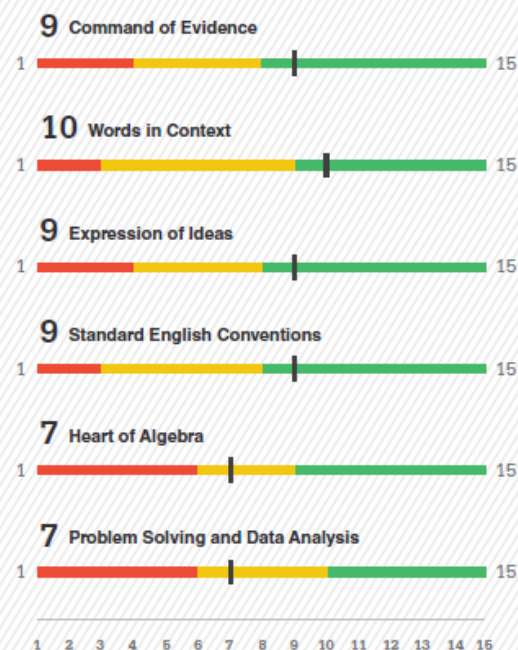 9 Command of Evidence
1 15
10 Words in Context
1 15
9 Expression of Ideas
1 15
9 Standard English Conventions
1 15
7 Heart of Algebra
1 15
7 Problem Solving and Data Analysis
1 15
1 2 3 4 5 6 7 8 9 10 11 12 13 14 15